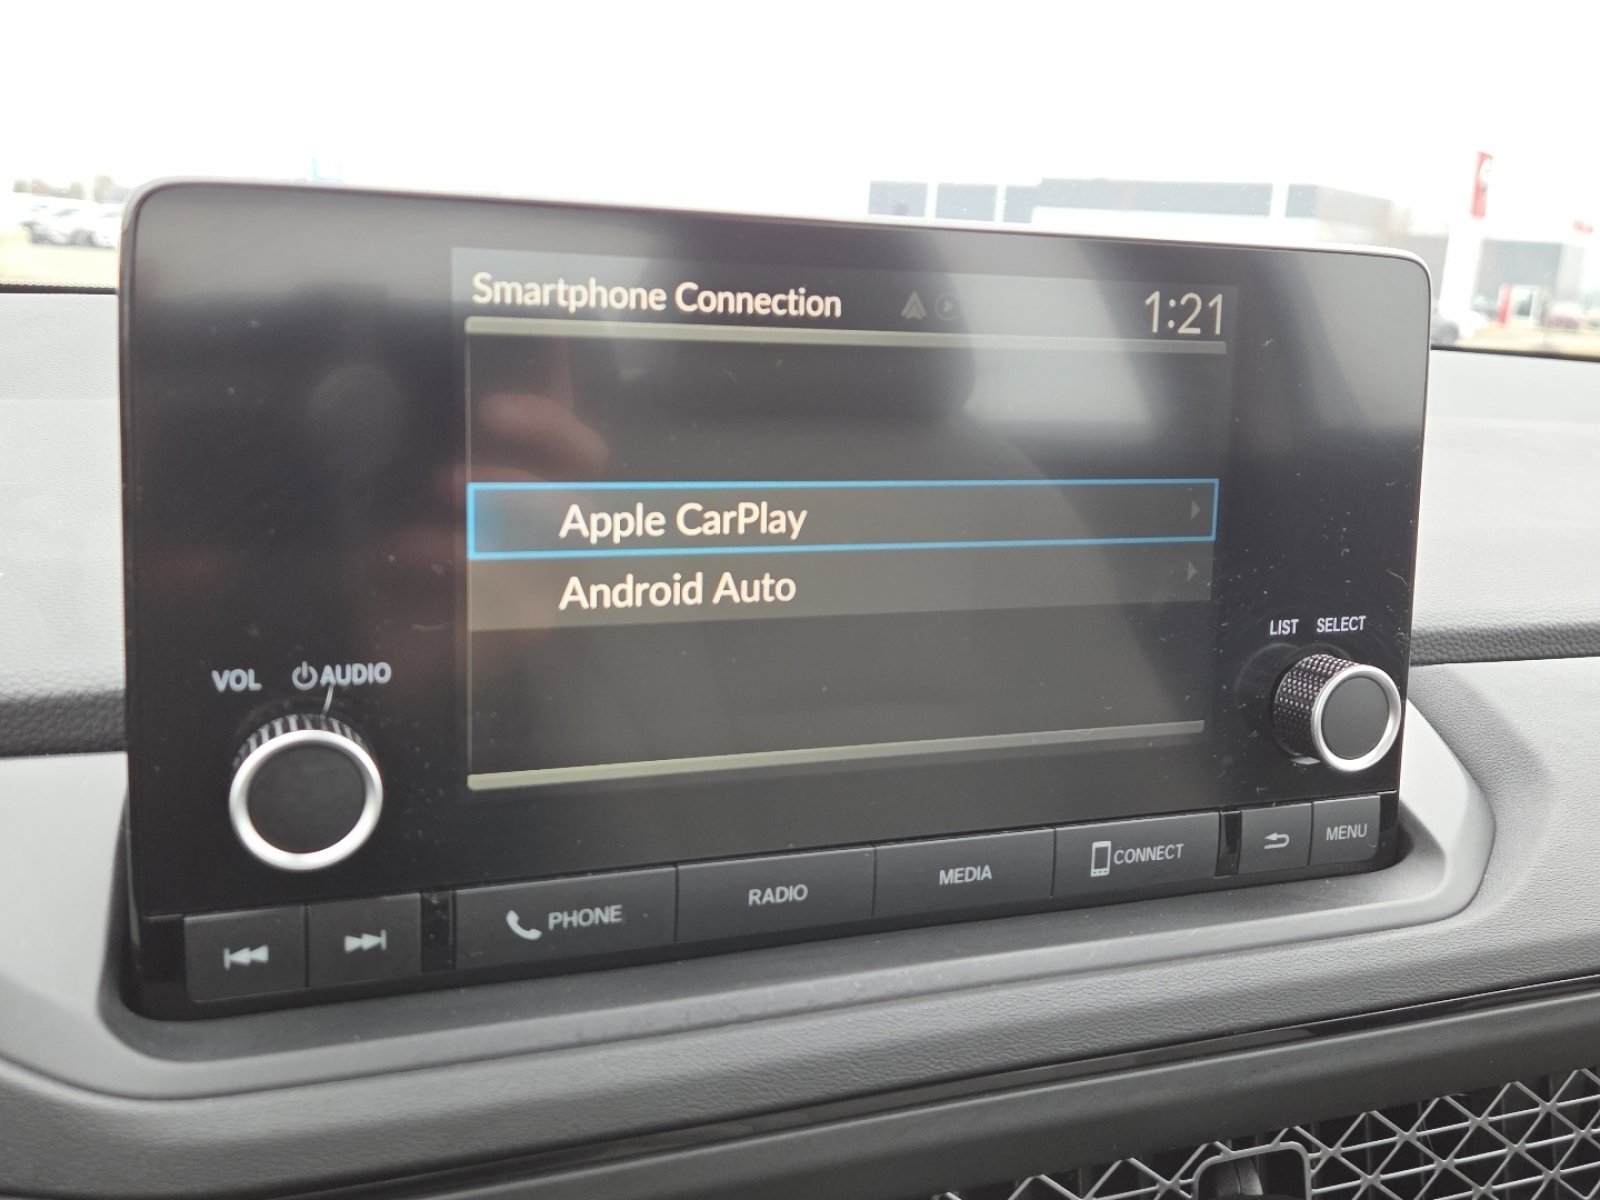 Smartphone Connection 1:21
Apple CarPlay
Android Auto
LIST SELECT
VOL AUDIO
PHONE RADIO MEDIA CONNECT MENU